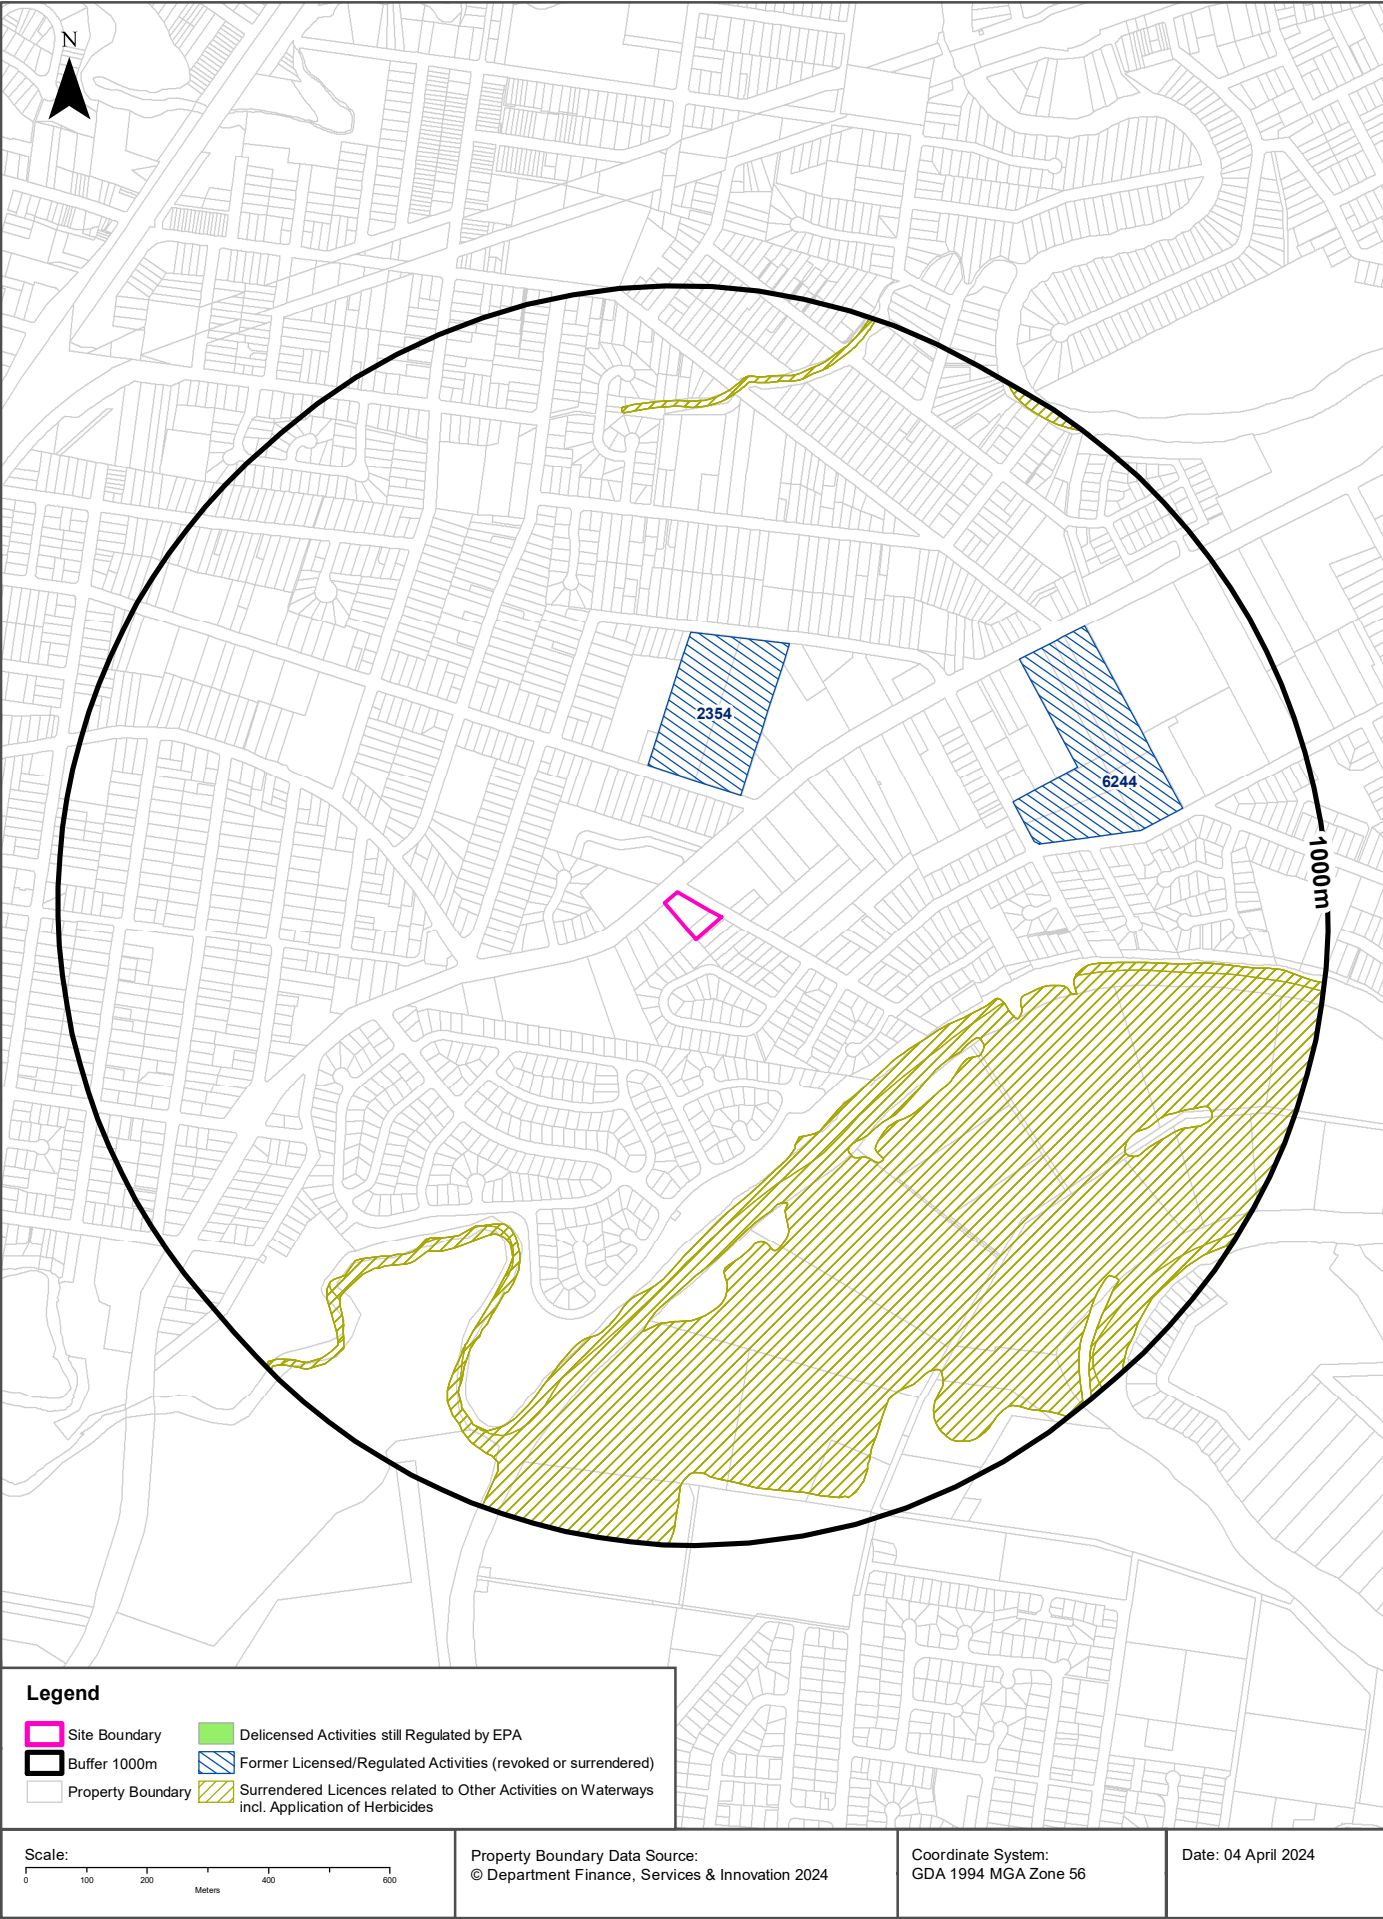 N
2354
6244
1000m
Legend
Site Boundary
Buffer 1000m
Property Boundary
Delicensed Activities still Regulated by EPA
Former Licensed/Regulated Activities (revoked or surrendered)
Surrendered Licences related to Other Activities on Waterways
incl. Application of Herbicides
Scale:
0 100 200 400 600
Meters
Property Boundary Data Source:
© Department Finance, Services & Innovation 2024
Coordinate System:
GDA 1994 MGA Zone 56
Date: 04 April 2024